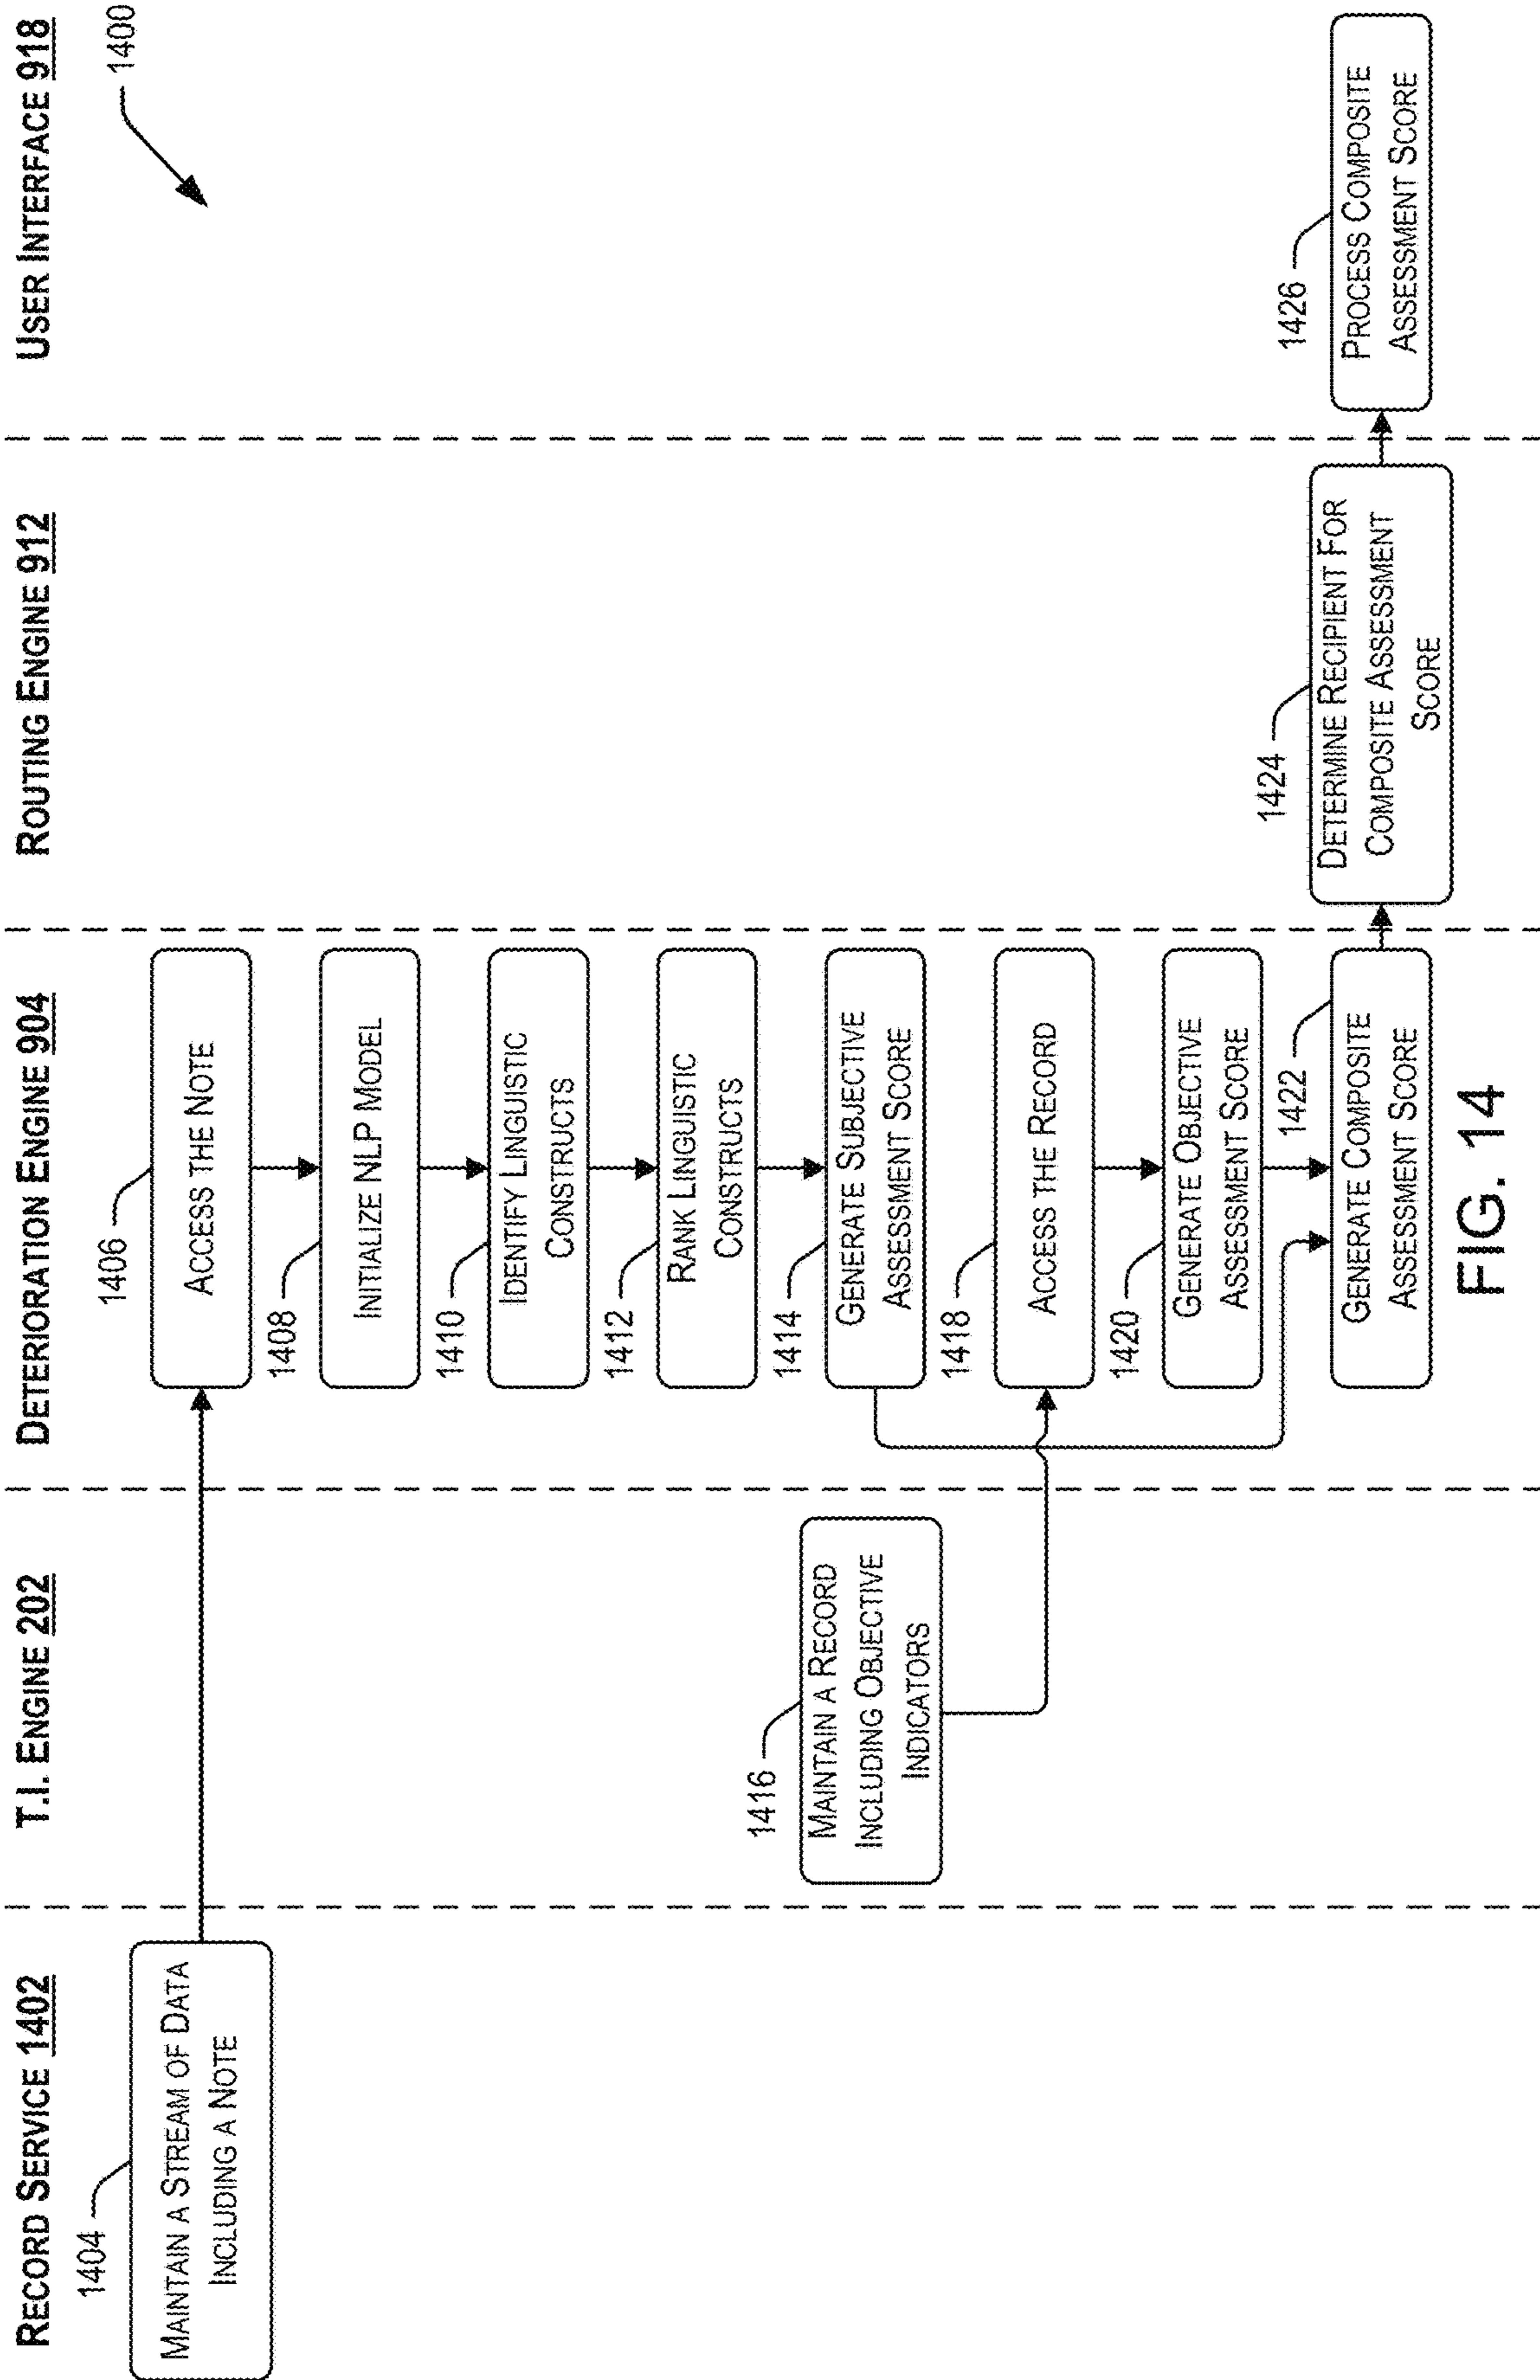 RECORD SERVICE 1402
T.I. ENGINE 202
DETERIORATION ENGINE 904
ROUTING ENGINE 912
USER INTERFACE 918
1400
1404
MAINTAIN A STREAM OF DATA
INCLUDING A NOTE
1406
ACCESS THE NOTE
1408
INITIALIZE NLP MODEL
1410
IDENTIFY LINGUISTIC
CONSTRUCTS
1412
RANK LINGUISTIC
CONSTRUCTS
1414
GENERATE SUBJECTIVE
ASSESSMENT SCORE
1416
MAINTAIN A RECORD
INCLUDING OBJECTIVE
INDICATORS
1418
ACCESS THE RECORD
1420
GENERATE OBJECTIVE
ASSESSMENT SCORE
1422
GENERATE COMPOSITE
ASSESSMENT SCORE
1424
DETERMINE RECIPIENT FOR
COMPOSITE ASSESSMENT
SCORE
1426
PROCESS COMPOSITE
ASSESSMENT SCORE
FIG. 14